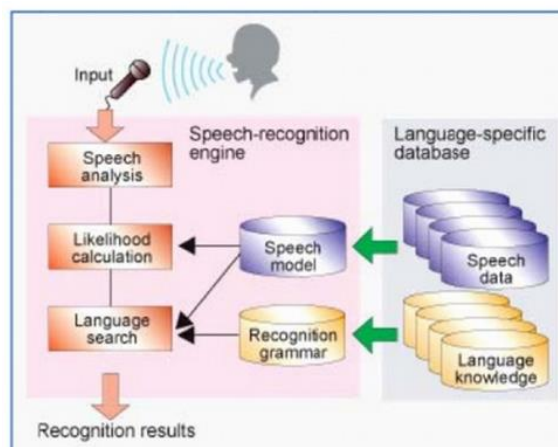 Input
Speech-recognition
engine
Language-specific
database
Speech
analysis
Likelihood
calculation
Speech
model
Speech
data
Language
search
Recognition
grammar
Language
knowledge
Recognition results